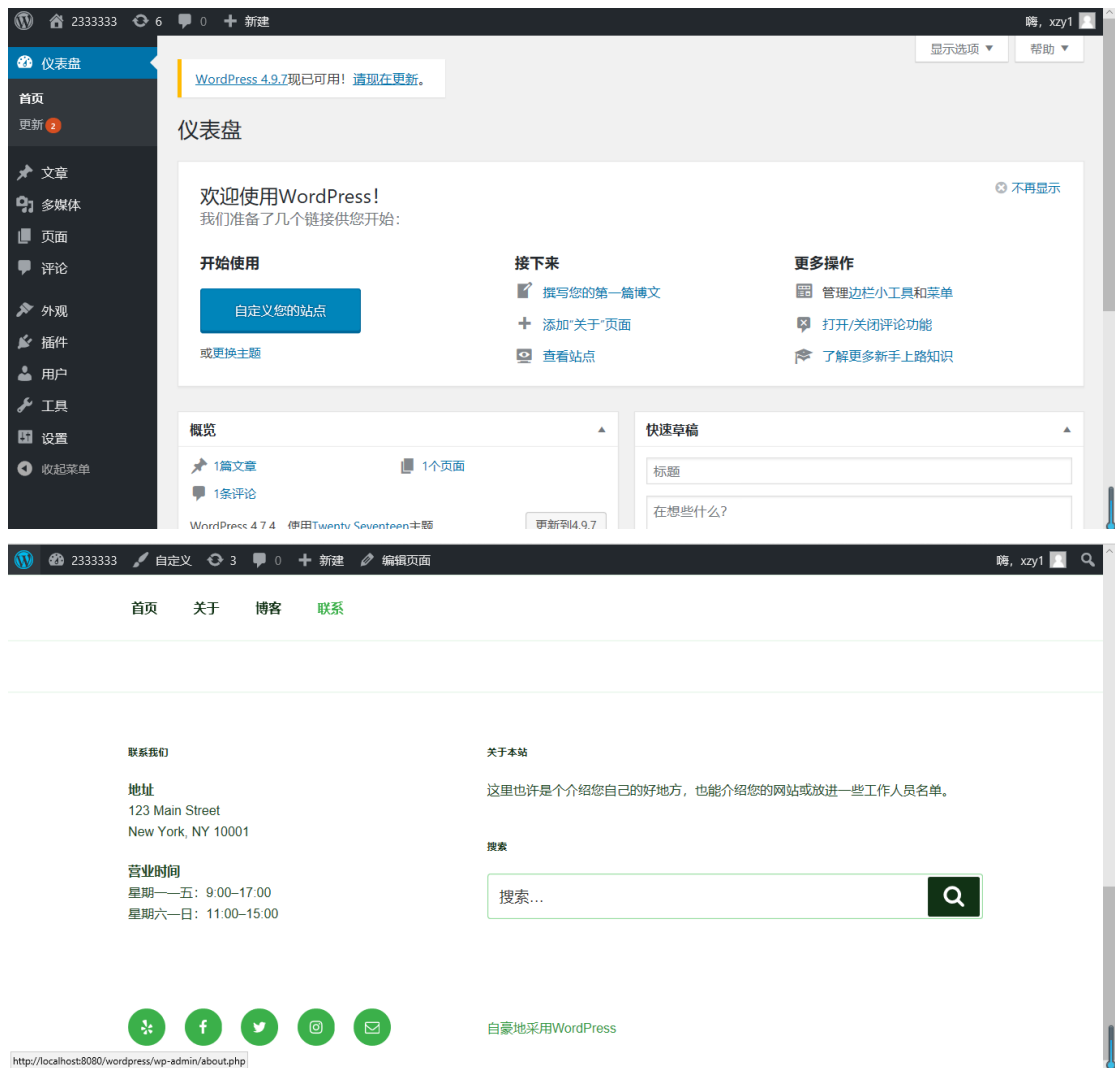 2333333 6 0 新建 嗨，xzy1
仪表盘
首页
更新 2
文章
多媒体
页面
评论
外观
插件
用户
工具
设置
收起菜单
显示选项 帮助
WordPress 4.9.7现已可用！请现在更新。
仪表盘
欢迎使用WordPress！
不再显示
我们准备了几个链接供您开始：
开始使用 接下来 更多操作
自定义您的站点 撰写您的第一篇博文 管理边栏小工具和菜单
添加“关于”页面 打开/关闭评论功能
或更换主题 查看站点 了解更多新手上路知识
概览 快速草稿
1篇文章 1个页面 标题
1条评论
在想些什么?
WordPress 4.7.4，使用Twenty Seventeen主题 更新到4.9.7
2333333 自定义 3 0 新建 编辑页面 嗨，xzy1
首页 关于 博客 联系
联系我们
地址
123 Main Street
New York, NY 10001
营业时间
星期一—五：9:00–17:00
星期六—日：11:00–15:00
关于本站
这里也许是个介绍您自己的好地方，也能介绍您的网站或放进一些工作人员名单。
搜索
搜索…
自豪地采用WordPress
http://localhost:8080/wordpress/wp-admin/about.php